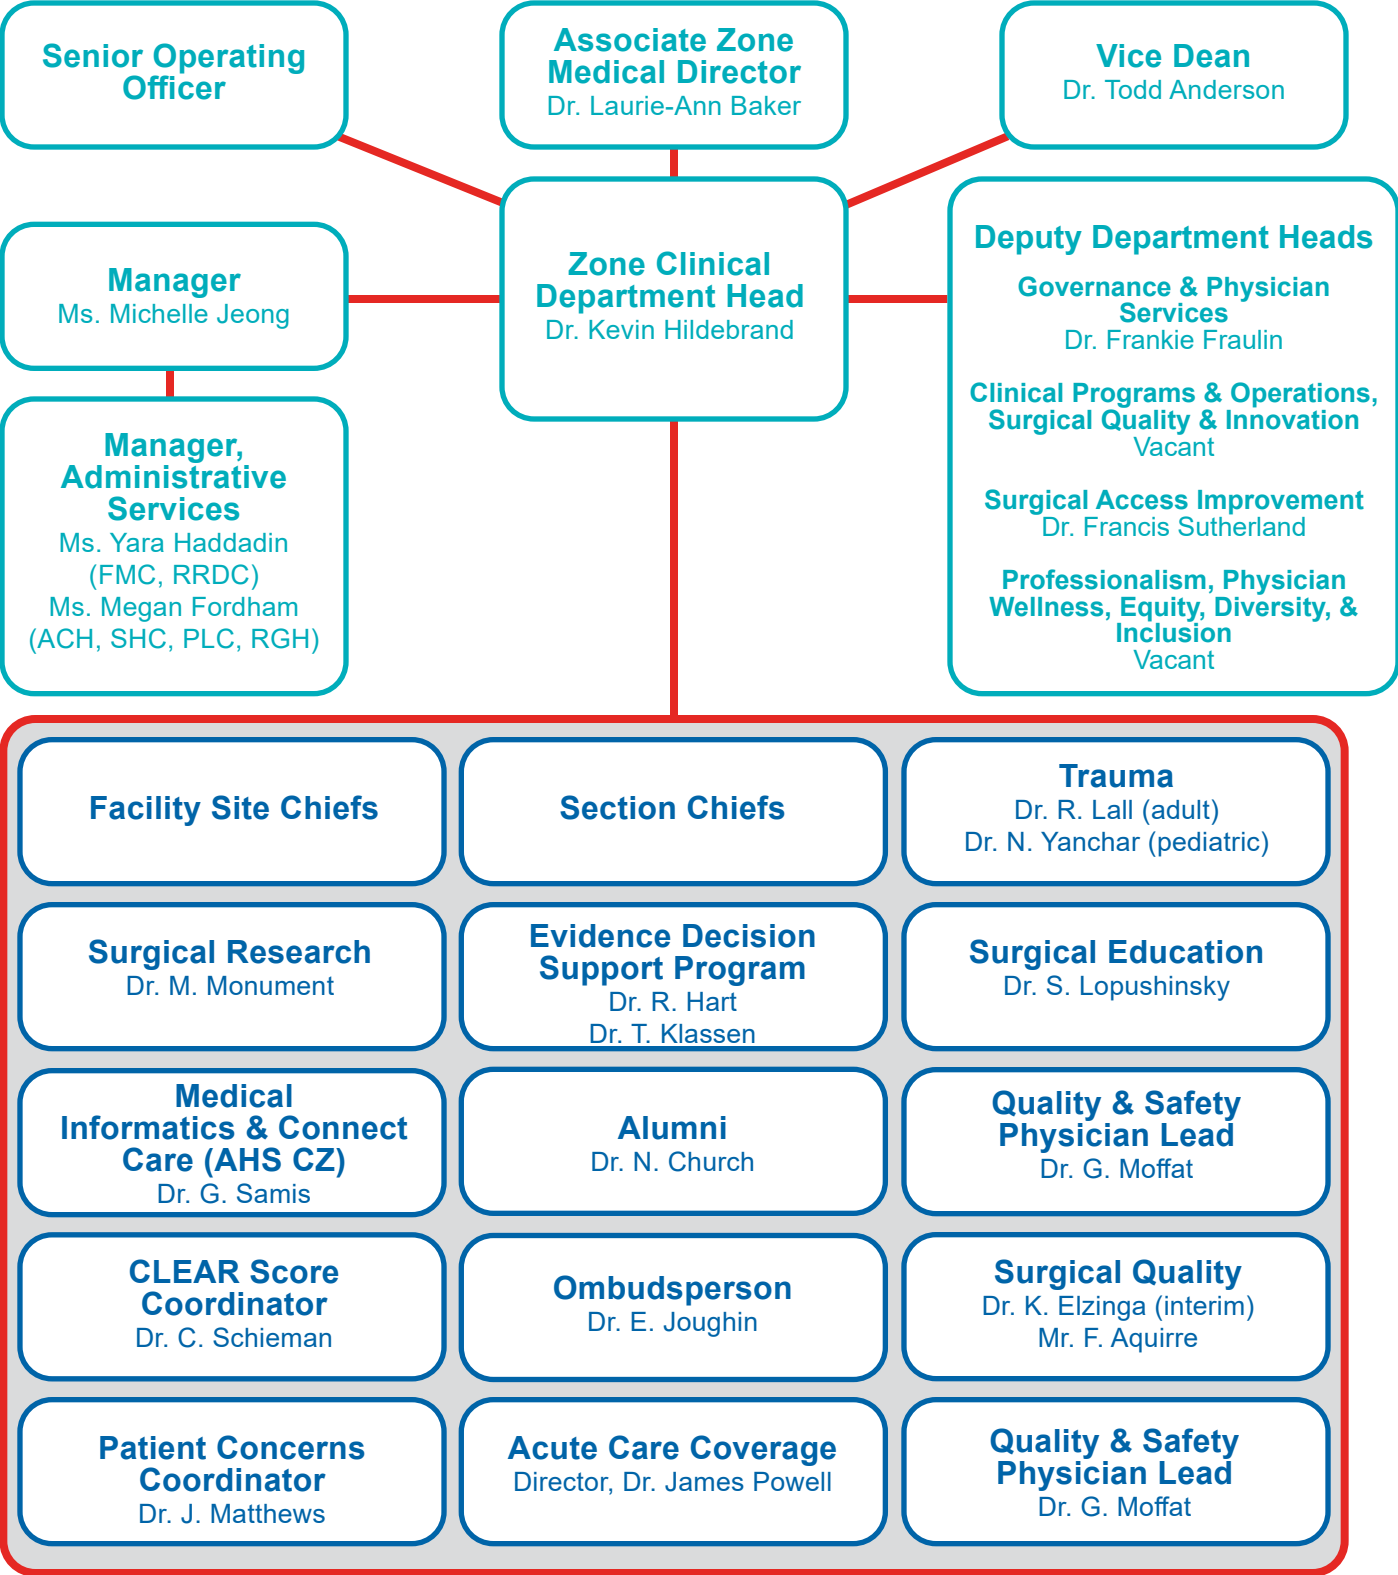 Senior Operating
Officer
Associate Zone
Medical Director
Dr. Laurie-Ann Baker
Vice Dean
Dr. Todd Anderson
Manager
Ms. Michelle Jeong
Zone Clinical
Department Head
Dr. Kevin Hildebrand
Deputy Department Heads
Governance & Physician
Services
Dr. Frankie Fraulin
Clinical Programs & Operations,
Surgical Quality & Innovation
Vacant
Surgical Access Improvement
Dr. Francis Sutherland
Professionalism, Physician
Wellness, Equity, Diversity, &
Inclusion
Vacant
Manager,
Administrative
Services
Ms. Yara Haddadin
(FMC, RRDC)
Ms. Megan Fordham
(ACH, SHC, PLC, RGH)
Facility Site Chiefs
Section Chiefs
Trauma
Dr. R. Lall (adult)
Dr. N. Yanchar (pediatric)
Surgical Research
Dr. M. Monument
Evidence Decision
Support Program
Dr. R. Hart
Dr. T. Klassen
Surgical Education
Dr. S. Lopushinsky
Medical
Informatics & Connect
Care (AHS CZ)
Dr. G. Samis
Alumni
Dr. N. Church
Quality & Safety
Physician Lead
Dr. G. Moffat
CLEAR Score
Coordinator
Dr. C. Schieman
Ombudsperson
Dr. E. Joughin
Surgical Quality
Dr. K. Elzinga (interim)
Mr. F. Aquirre
Patient Concerns
Coordinator
Dr. J. Matthews
Acute Care Coverage
Director, Dr. James Powell
Quality & Safety
Physician Lead
Dr. G. Moffat